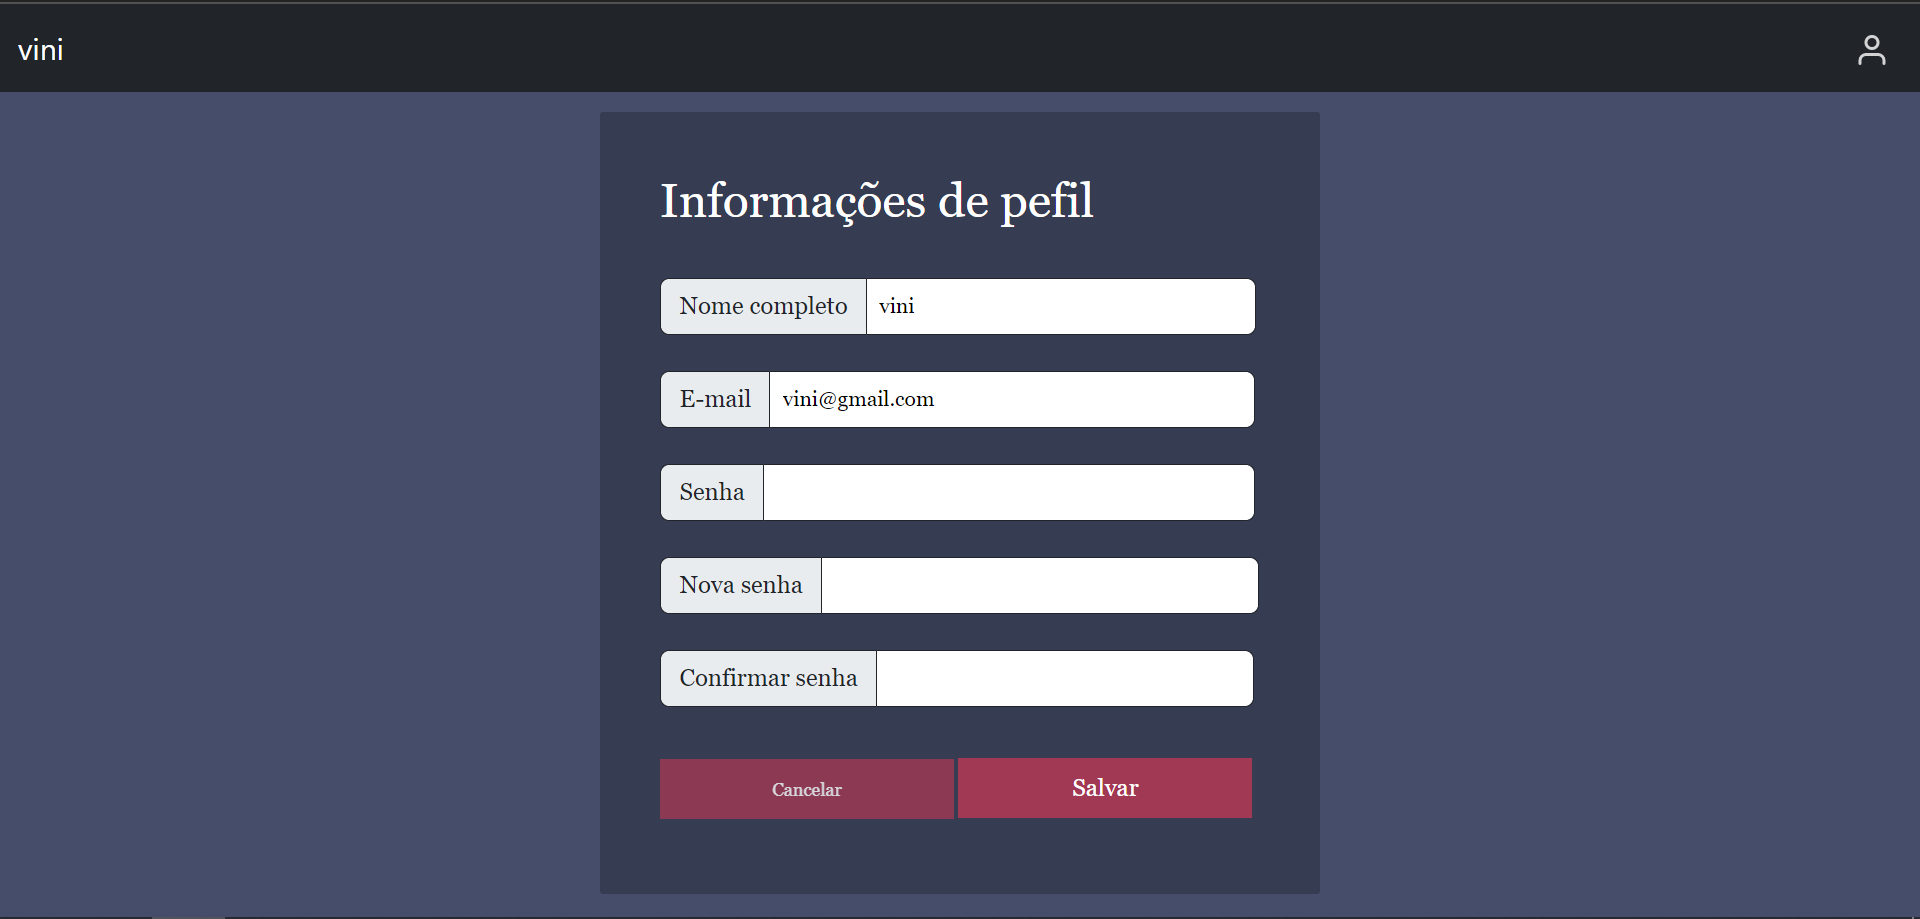 vini
Informações de pefil
Nome completo vini
E-mail vini@gmail.com
Senha
Nova senha
Confirmar senha
Cancelar Salvar